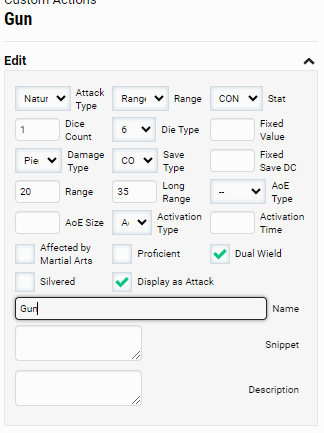 Custom Actions
Gun
Edit
Natur Attack Type Rang Range CON Stat
1 Dice Count 6 Die Type Fixed Value
Pie Damage Type CO Save Type Fixed Save DC
20 Range 35 Long Range -- AoE Type
AoE Size A Activation Type Activation Time
Affected by Martial Arts Proficient Dual Wield
Silvered Display as Attack
Gun Name
Snippet
Description